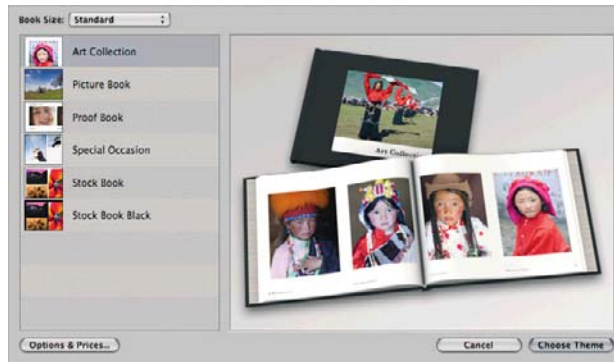 Book Size: Standard
Art Collection
Picture Book
Proof Book
Special Occasion
Stock Book
Stock Book Black
Art Collection
Options & Prices...
Cancel
Choose Theme